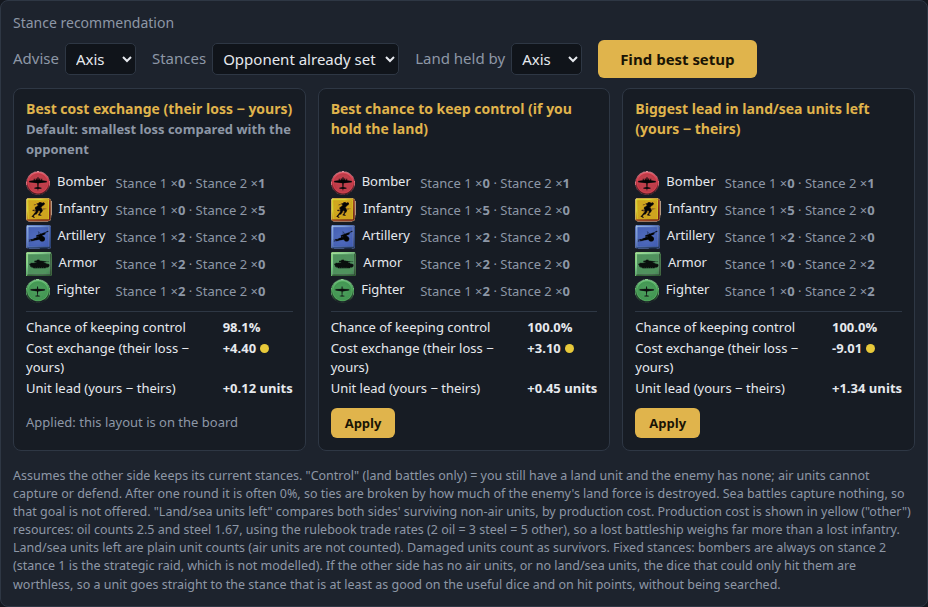 Stance recommendation
Advise Axis Stances Opponent already set Land held by Axis Find best setup
Best cost exchange (their loss − yours)
Default: smallest loss compared with the
opponent
Bomber Stance 1 ×0 · Stance 2 ×1
Infantry Stance 1 ×0 · Stance 2 ×5
Artillery Stance 1 ×2 · Stance 2 ×0
Armor Stance 1 ×2 · Stance 2 ×0
Fighter Stance 1 ×2 · Stance 2 ×0
Chance of keeping control 98.1%
Cost exchange (their loss − +4.40
yours)
Unit lead (yours − theirs) +0.12 units
Applied: this layout is on the board
Best chance to keep control (if you
hold the land)
Bomber Stance 1 ×0 · Stance 2 ×1
Infantry Stance 1 ×5 · Stance 2 ×0
Artillery Stance 1 ×2 · Stance 2 ×0
Armor Stance 1 ×2 · Stance 2 ×0
Fighter Stance 1 ×2 · Stance 2 ×0
Chance of keeping control 100.0%
Cost exchange (their loss − +3.10
yours)
Unit lead (yours − theirs) +0.45 units
Apply
Biggest lead in land/sea units left
(yours − theirs)
Bomber Stance 1 ×0 · Stance 2 ×1
Infantry Stance 1 ×5 · Stance 2 ×0
Artillery Stance 1 ×2 · Stance 2 ×0
Armor Stance 1 ×0 · Stance 2 ×2
Fighter Stance 1 ×0 · Stance 2 ×2
Chance of keeping control 100.0%
Cost exchange (their loss − -9.01
yours)
Unit lead (yours − theirs) +1.34 units
Apply
Assumes the other side keeps its current stances. "Control" (land battles only) = you still have a land unit and the enemy has none; air units cannot
capture or defend. After one round it is often 0%, so ties are broken by how much of the enemy's land force is destroyed. Sea battles capture nothing, so
that goal is not offered. "Land/sea units left" compares both sides' surviving non-air units, by production cost. Production cost is shown in yellow ("other")
resources: oil counts 2.5 and steel 1.67, using the rulebook trade rates (2 oil = 3 steel = 5 other), so a lost battleship weighs far more than a lost infantry.
Land/sea units left are plain unit counts (air units are not counted). Damaged units count as survivors. Fixed stances: bombers are always on stance 2
(stance 1 is the strategic raid, which is not modelled). If the other side has no air units, or no land/sea units, the dice that could only hit them are
worthless, so a unit goes straight to the stance that is at least as good on the useful dice and on hit points, without being searched.